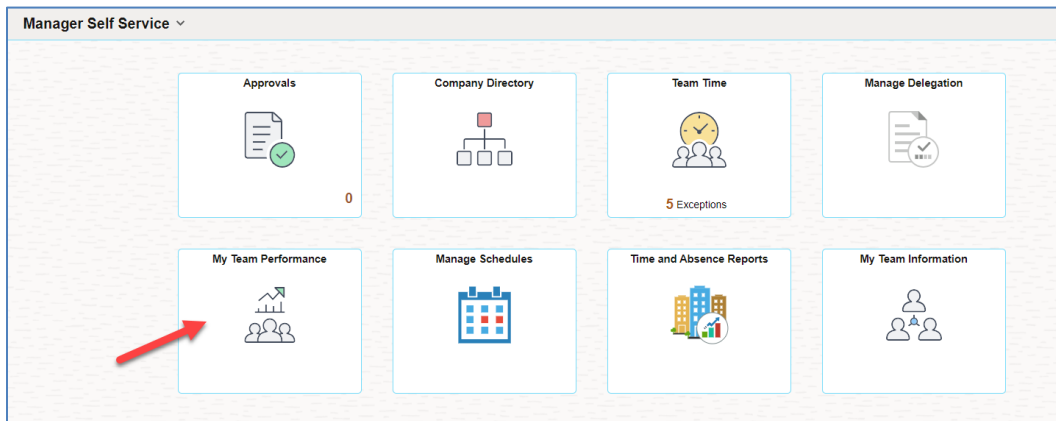 Manager Self Service
Approvals
Company Directory
Team Time
Manage Delegation
0
5 Exceptions
My Team Performance
Manage Schedules
Time and Absence Reports
My Team Information